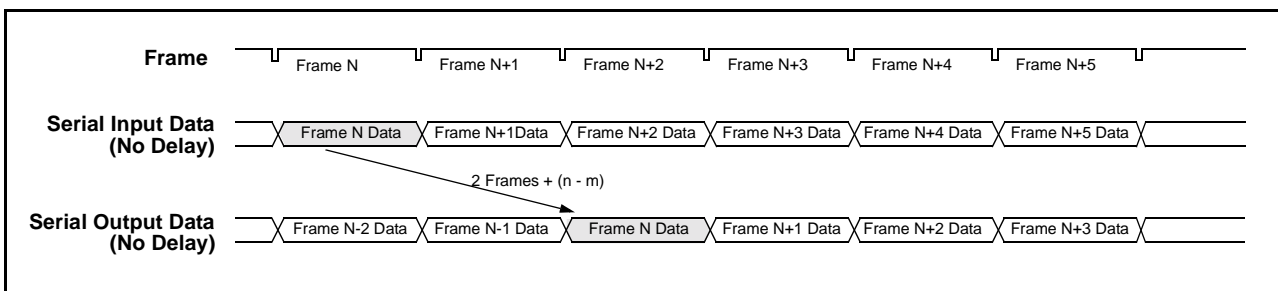 Frame
Frame N Frame N+1 Frame N+2 Frame N+3 Frame N+4 Frame N+5
Serial Input Data
(No Delay)
Frame N Data Frame N+1Data Frame N+2 Data Frame N+3 Data Frame N+4 Data Frame N+5 Data
2 Frames + (n - m)
Serial Output Data
(No Delay)
Frame N-2 Data Frame N-1 Data Frame N Data Frame N+1 Data Frame N+2 Data Frame N+3 Data